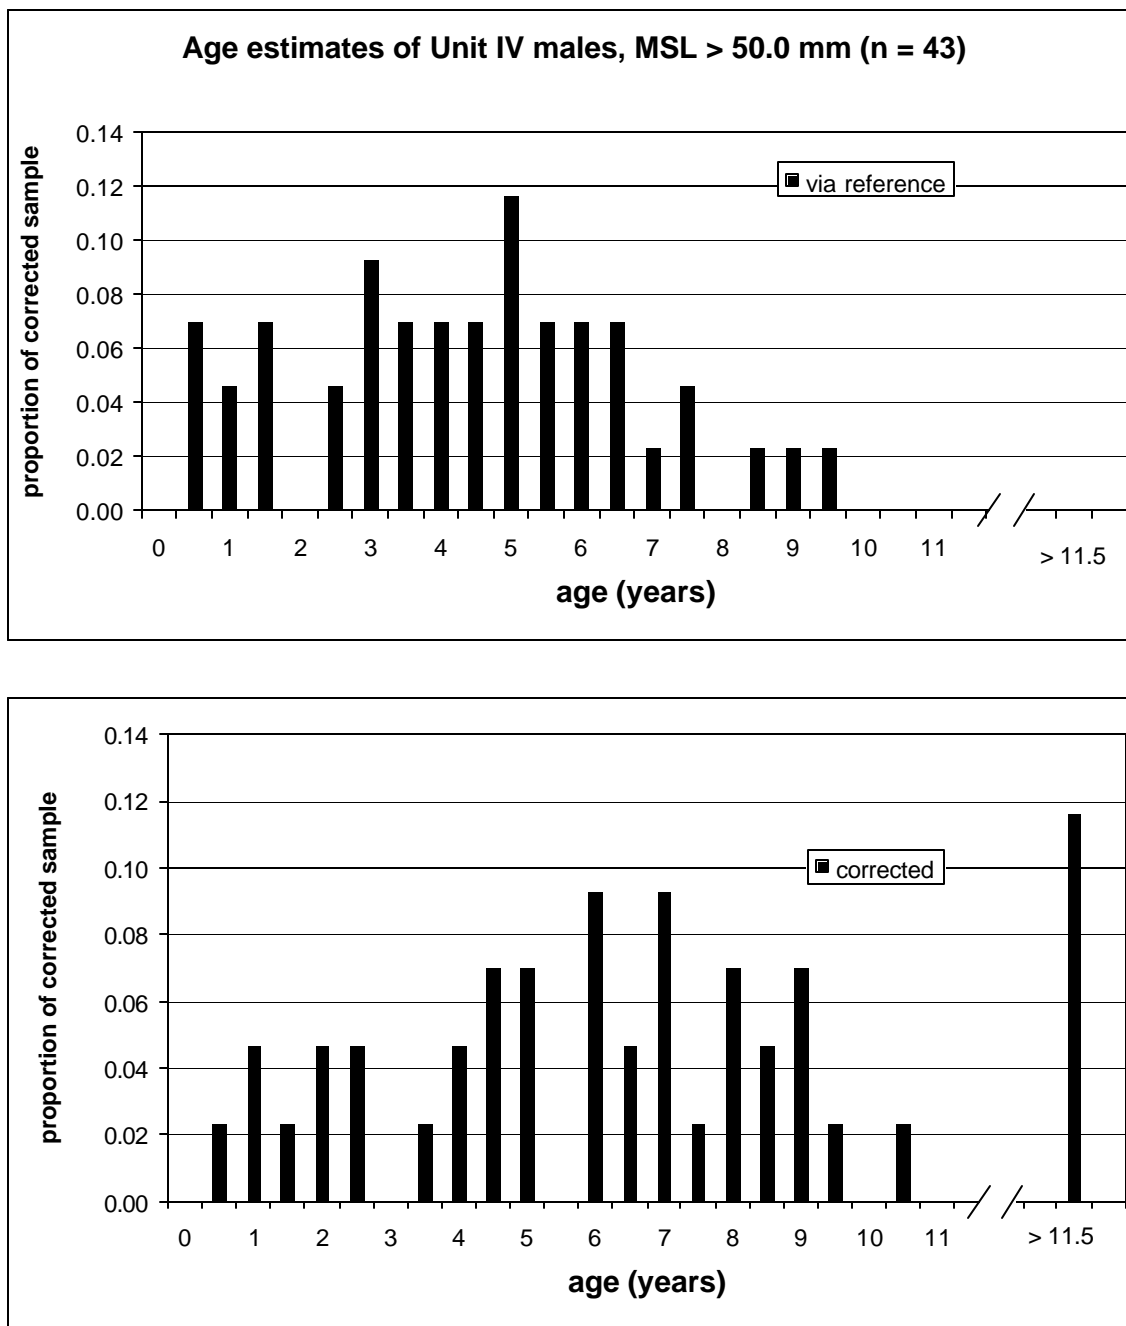 Age estimates of Unit IV males, MSL > 50.0 mm (n = 43)
proportion of corrected sample
0.14
0.12
0.10
0.08
0.06
0.04
0.02
0.00
via reference
0 1 2 3 4 5 6 7 8 9 10 11 > 11.5
age (years)
proportion of corrected sample
0.14
0.12
0.10
0.08
0.06
0.04
0.02
0.00
corrected
0 1 2 3 4 5 6 7 8 9 10 11 > 11.5
age (years)